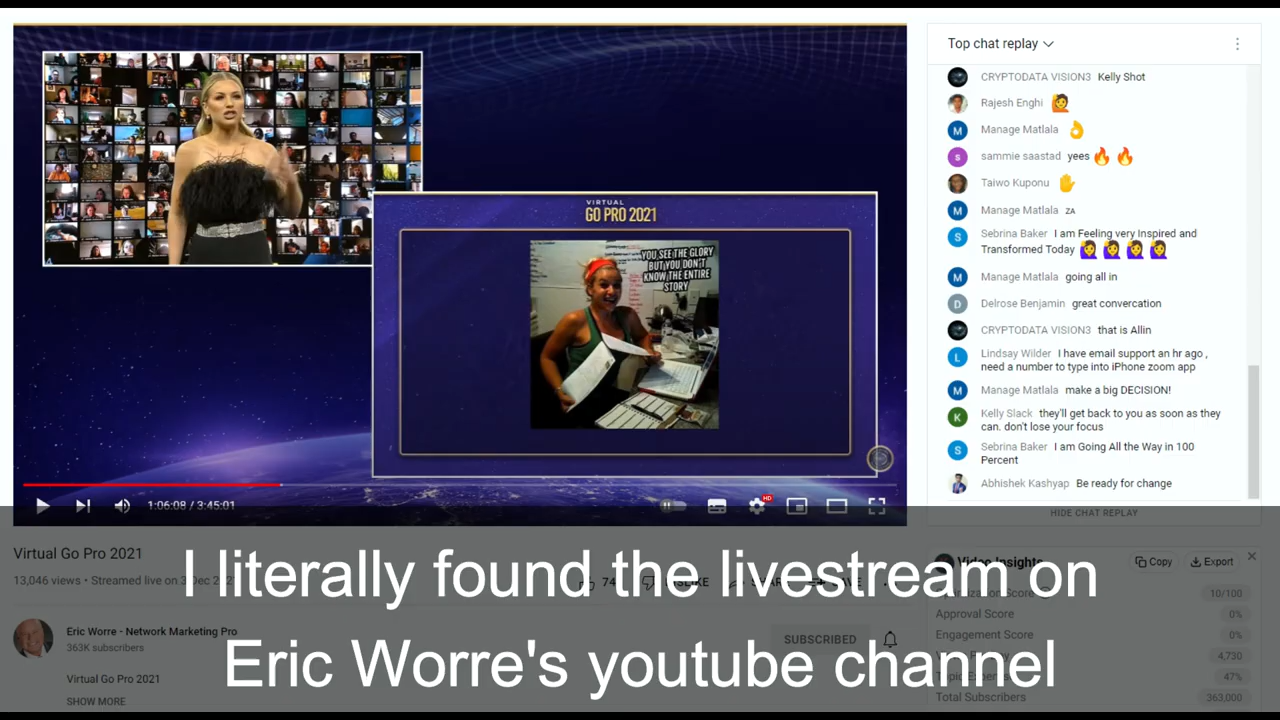 VIRTUAL
GO PRO 2021
YOU SEE THE GLORY
BUT YOU DON'T
KNOW THE ENTIRE
STORY
1:06:08 / 3:45:01
HD
Top chat replay
CRYPTODATA VISION3 Kelly Shot
Rajesh Enghi 🙋
Manage Matlala 👌
sammie saastad yees 🔥 🔥
Taiwo Kuponu ✋
Manage Matlala ZA
Sebrina Baker I am Feeling very Inspired and
Transformed Today 🙋‍♀️ 🙋‍♀️ 🙋‍♀️ 🙋‍♀️
Manage Matlala going all in
Delrose Benjamin great convercation
CRYPTODATA VISION3 that is Allin
Lindsay Wilder I have email support an hr ago ,
need a number to type into iPhone zoom app
Manage Matlala make a big DECISION!
Kelly Slack they'll get back to you as soon as they
can. don't lose your focus
Sebrina Baker I am Going All the Way in 100
Percent
Abhishek Kashyap Be ready for change
HIDE CHAT REPLAY
Virtual Go Pro 2021
13,046 views • Streamed live on 3 Dec
DISLIKE
SAVE
Eric Worre - Network Marketing Pro
363K subscribers
SUBSCRIBED
Virtual Go Pro 2021
SHOW MORE
Video Insights
Copy
Export
Score
10/100
Approval Score
0%
Engagement Score
0%
4,730
47%
Total Subscribers
363,000
I literally found the livestream on
Eric Worre's youtube channel